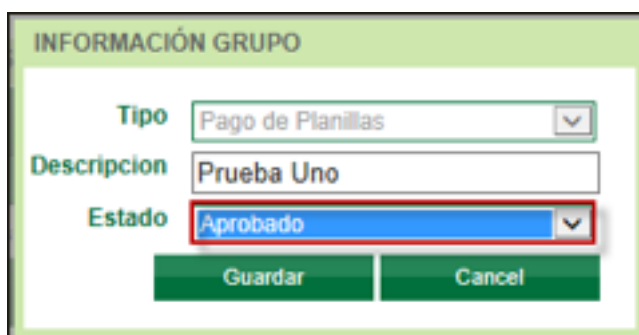 INFORMACIÓN GRUPO
Tipo Pago de Planillas
Descripcion Prueba Uno
Estado Aprobado
Guardar Cancel